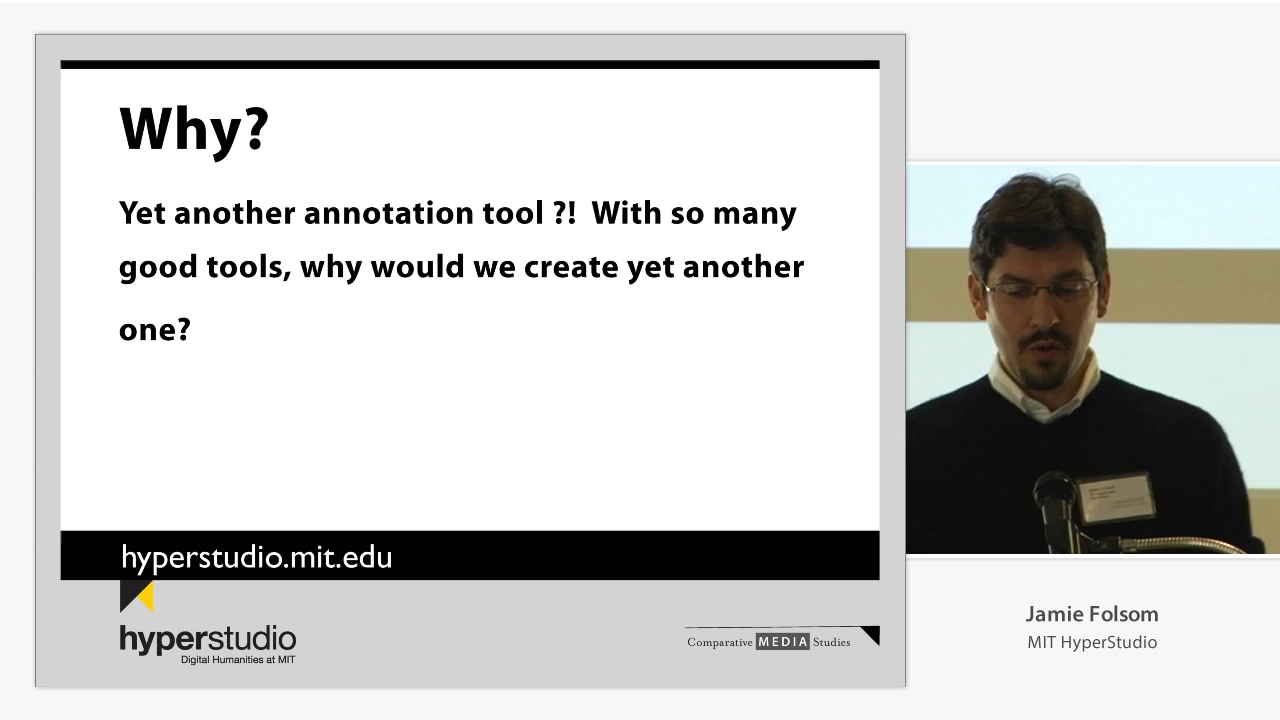 Why?
Yet another annotation tool ?!  With so many
good tools, why would we create yet another
one?
hyperstudio.mit.edu
hyperstudio
Digital Humanities at MIT
Comparative MEDIA Studies
Jamie Folsom
MIT HyperStudio